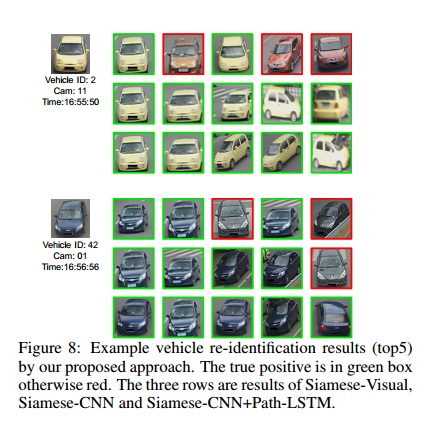 Vehicle ID: 2
Cam: 11
Time:16:55:50
Vehicle ID: 42
Cam: 01
Time:16:56:56
Figure 8: Example vehicle re-identification results (top5)
by our proposed approach. The true positive is in green box
otherwise red. The three rows are results of Siamese-Visual,
Siamese-CNN and Siamese-CNN+Path-LSTM.